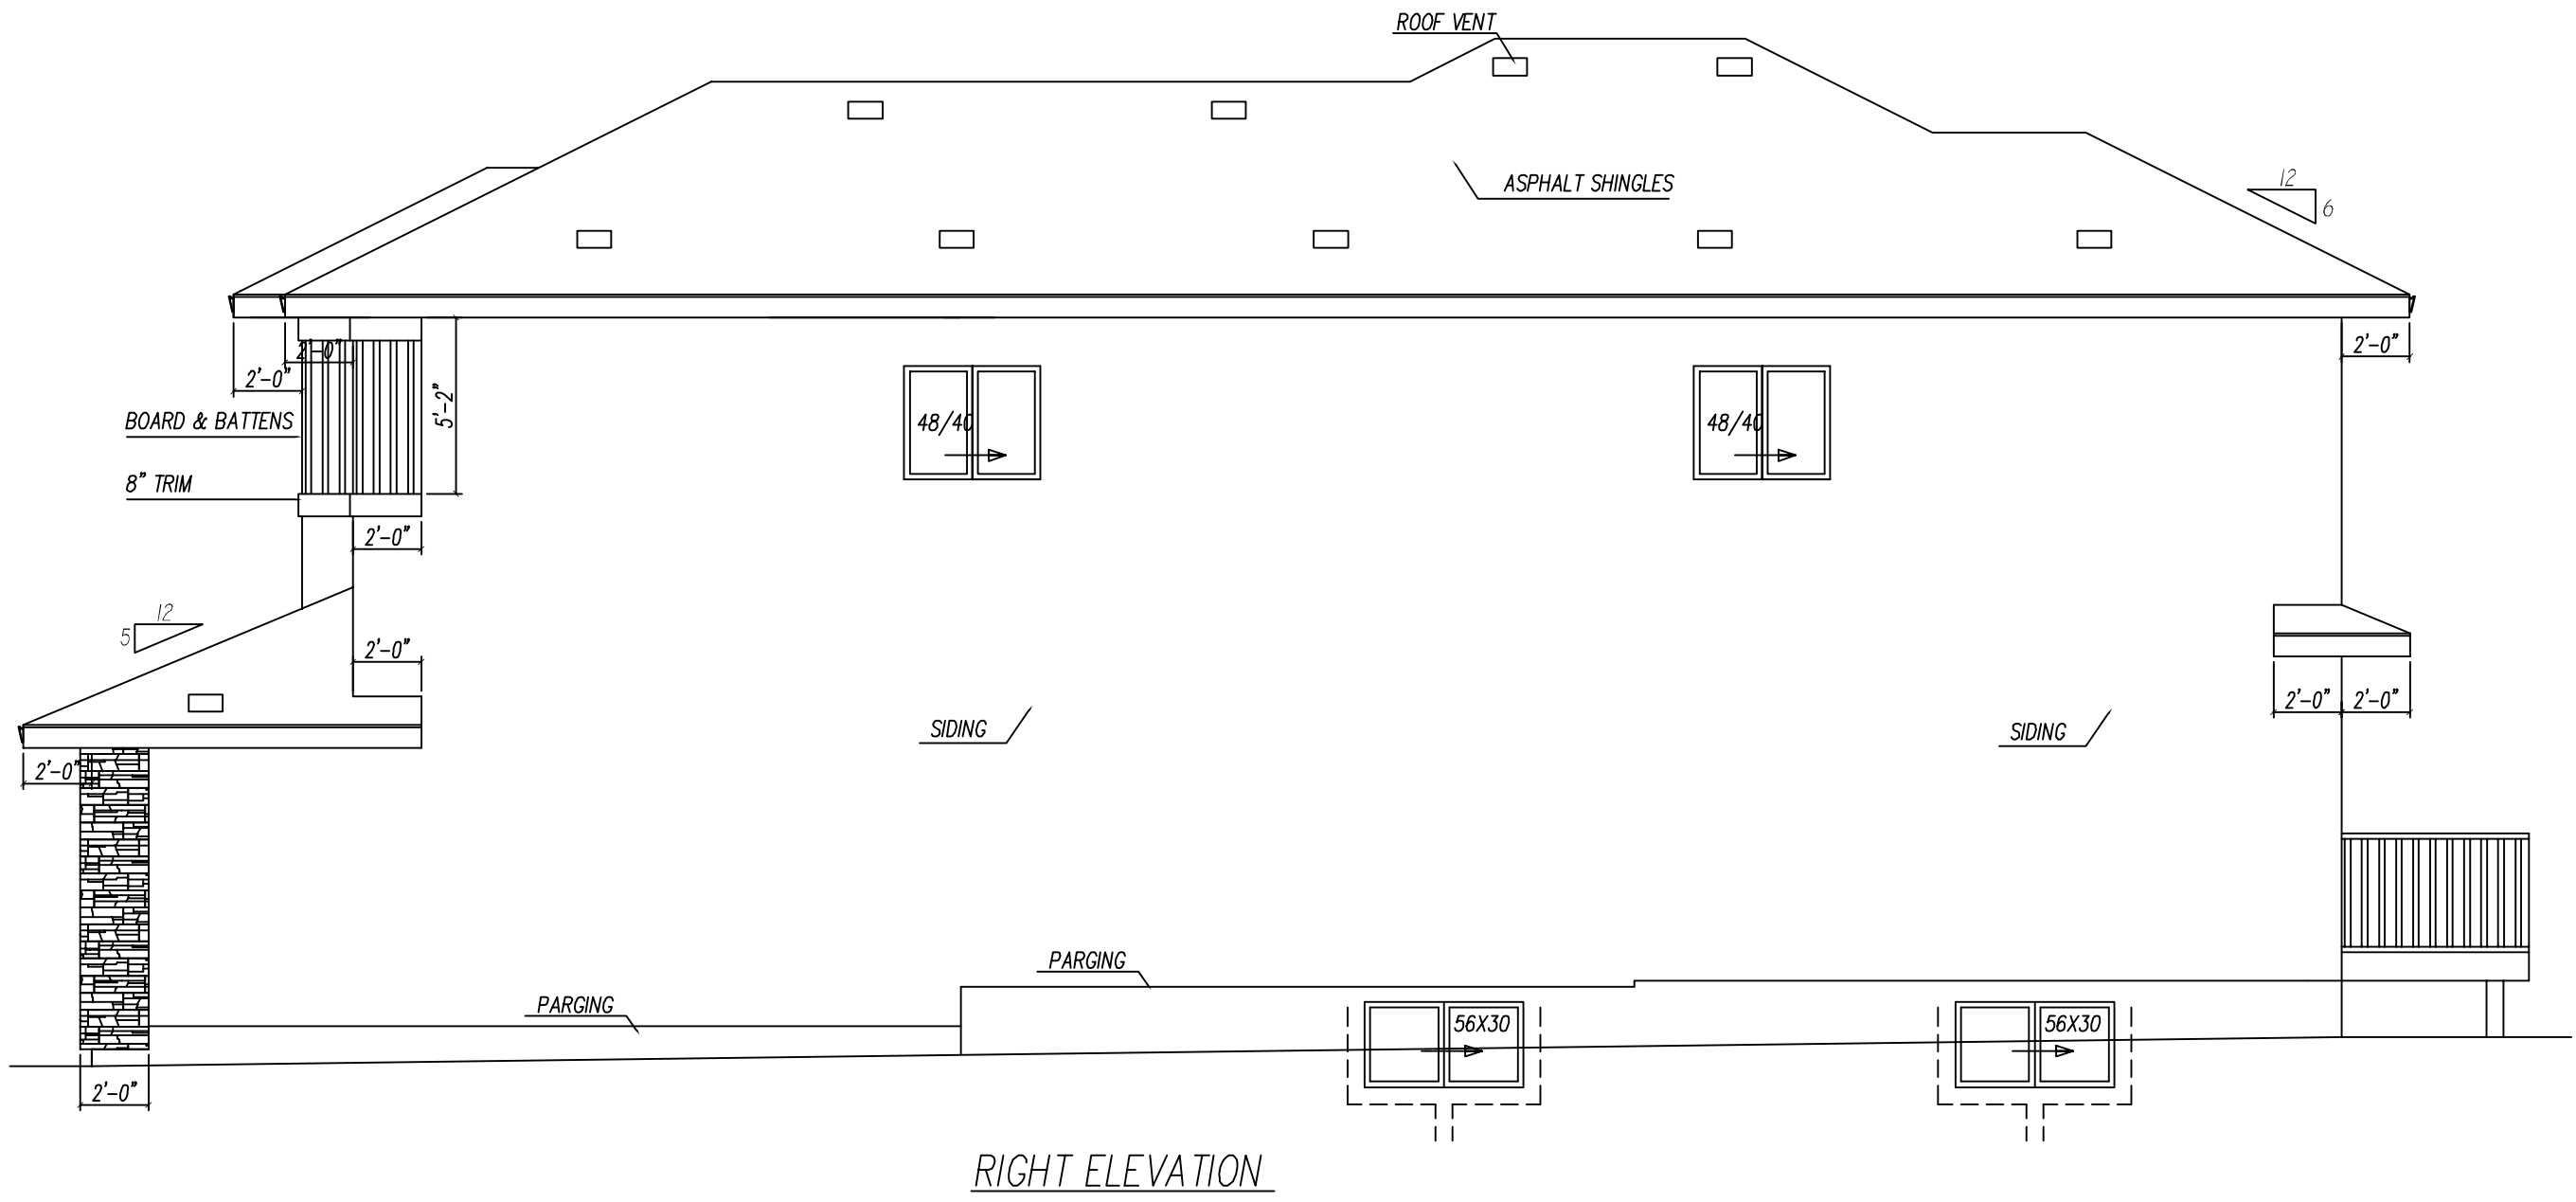 ROOF VENT
ASPHALT SHINGLES
12
6
2'-0"
2'-0"
2'-0"
BOARD & BATTENS
5'-2"
48/40
48/40
8" TRIM
2'-0"
12
5
2'-0"
2'-0"
2'-0"
SIDING
SIDING
2'-0"
PARGING
PARGING
56X30
56X30
2'-0"
RIGHT ELEVATION